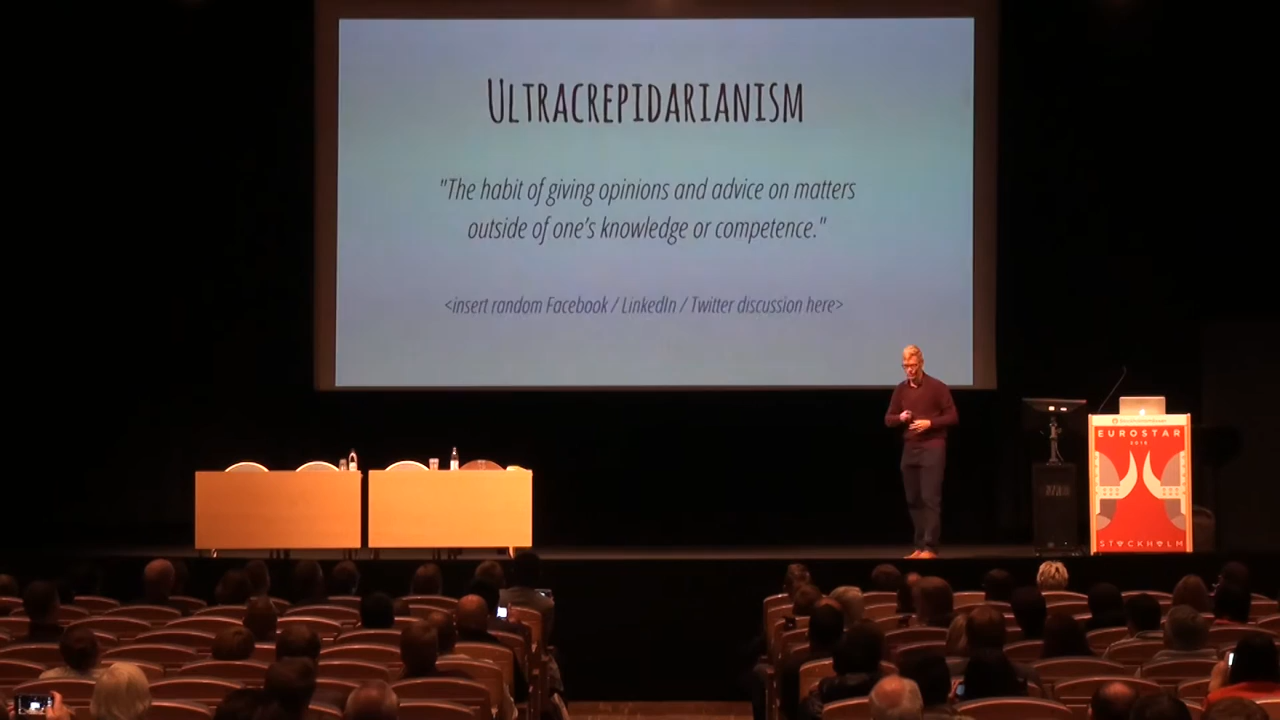 ULTRACREPIDARIANISM
"The habit of giving opinions and advice on matters
outside of one's knowledge or competence."
<insert random Facebook / LinkedIn / Twitter discussion here>
EUROSTAR
STOCKHOLM